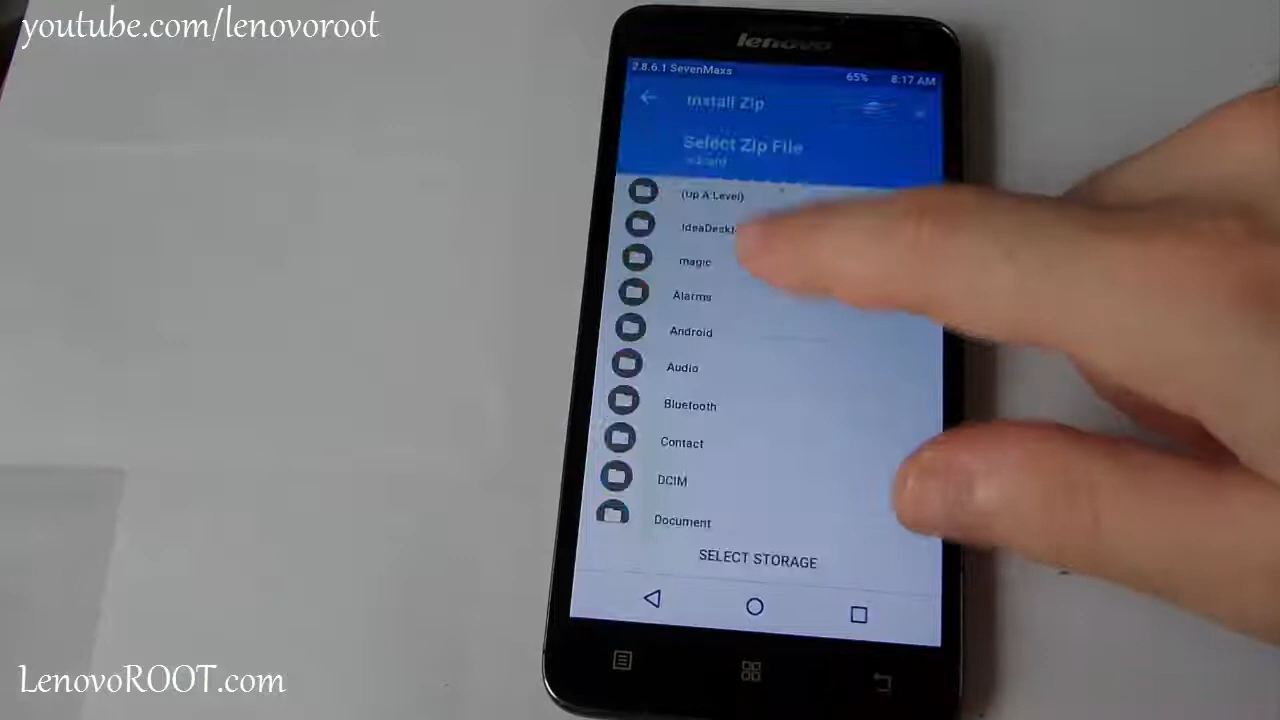 youtube.com/lenovoroot
lenovo
2.8.6.1 SevenMaxs 65% 8:17 AM
Install Zip
Select Zip File
(Up A Level)
magic
Alarms
Android
Audio
Bluetooth
Contact
DCIM
Document
SELECT STORAGE
LenovoROOT.com